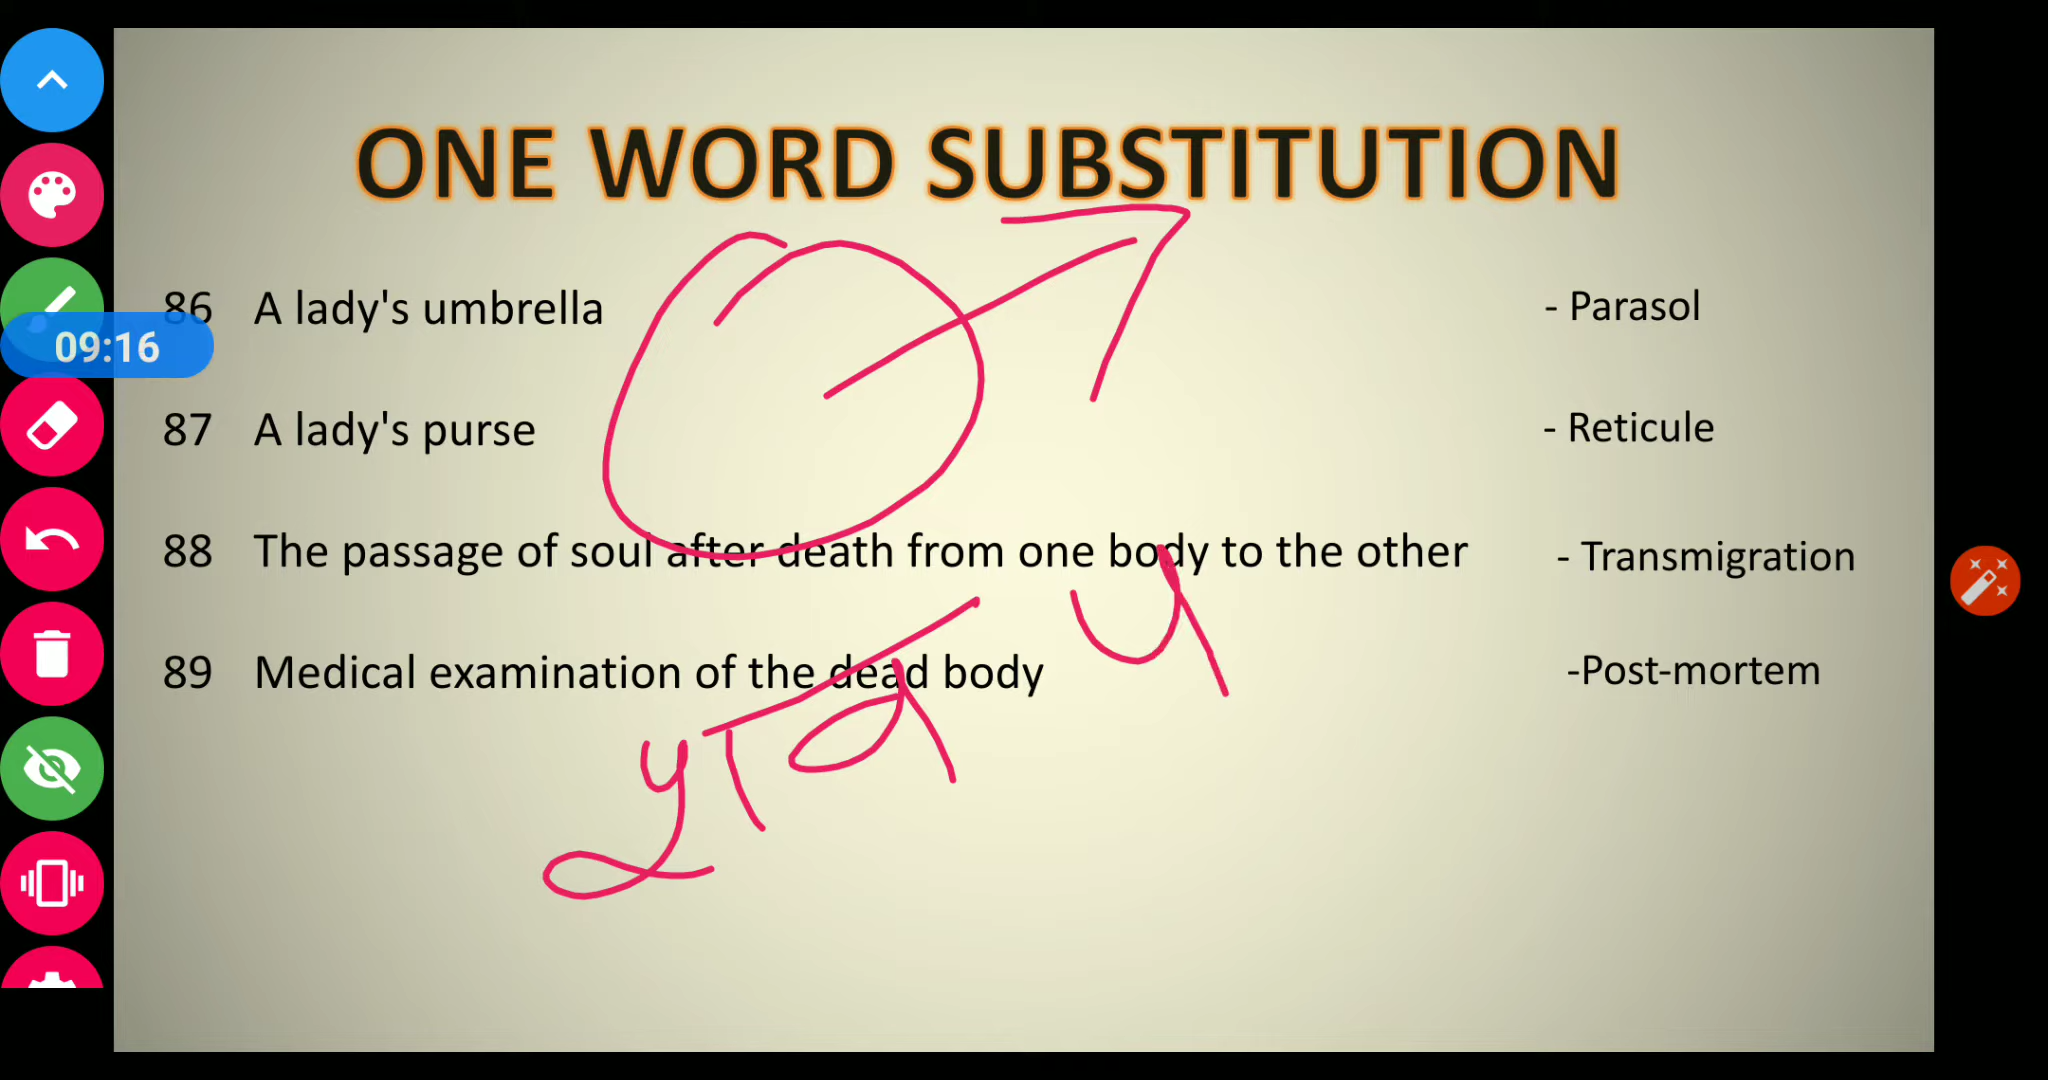 ONE WORD SUBSTITUTION
86 A lady's umbrella - Parasol
09:16
87 A lady's purse - Reticule
88 The passage of soul after death from one body to the other - Transmigration
89 Medical examination of the dead body -Post-mortem